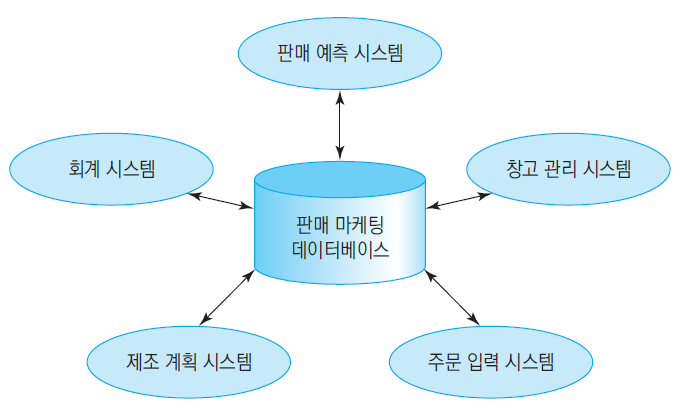 판매 예측 시스템
회계 시스템
창고 관리 시스템
판매 마케팅
데이터베이스
제조 계획 시스템
주문 입력 시스템